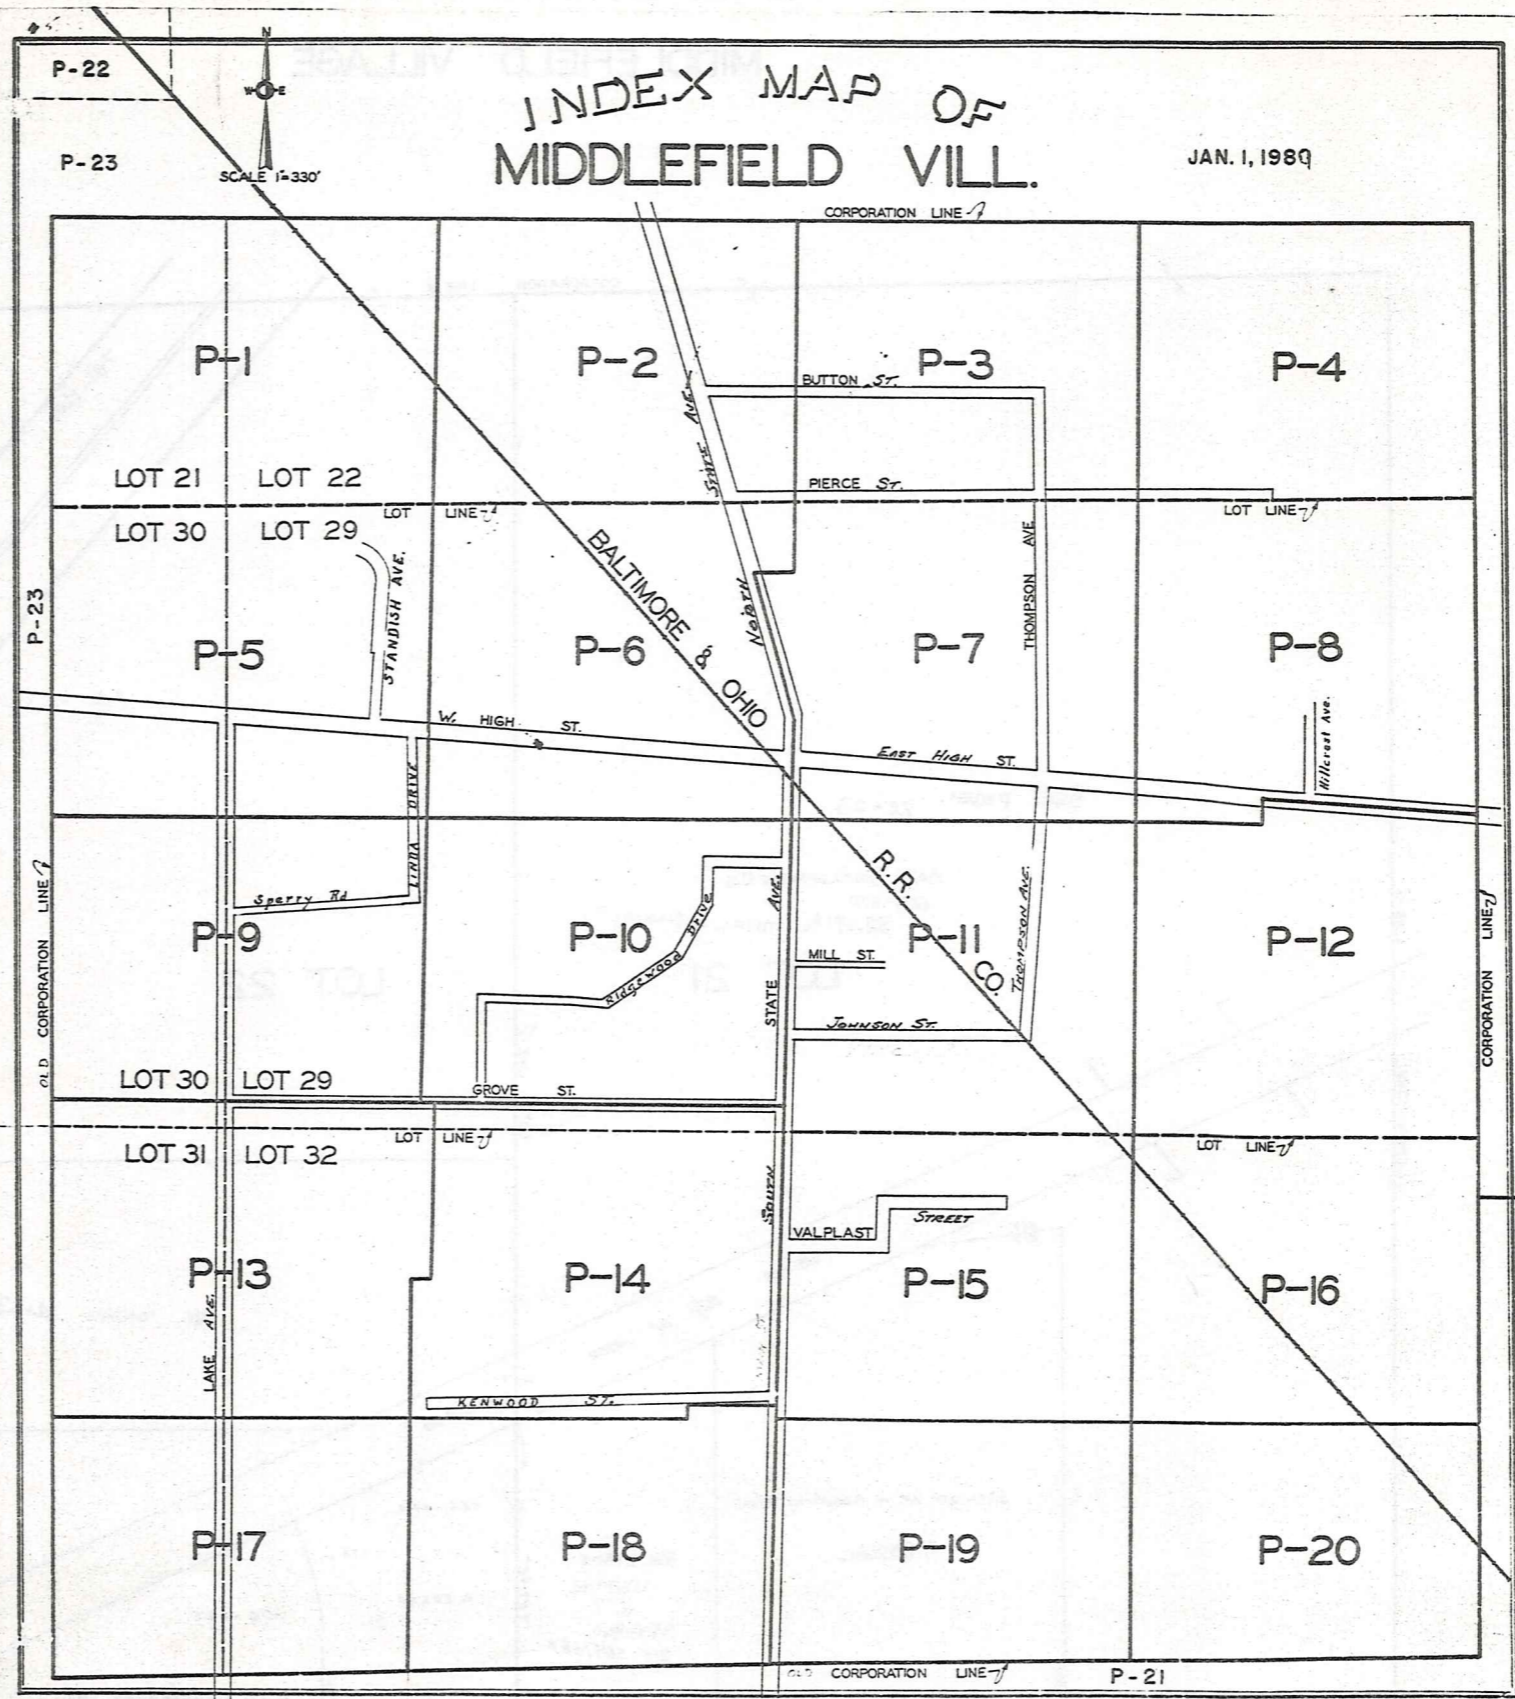 P-22
N
W E
INDEX MAP OF
P-23
SCALE 1"=330'
MIDDLEFIELD VILL.
JAN. 1, 1989
CORPORATION LINE
P-1
P-2
P-3
P-4
BUTTON ST.
STATE AVE.
LOT 21
LOT 22
PIERCE ST.
LOT LINE
LOT LINE
LOT 30
LOT 29
STANDISH AVE.
BALTIMORE & OHIO
NORTH
THOMPSON AVE
P-23
P-5
P-6
P-7
P-8
W. HIGH ST.
EAST HIGH ST.
Hillcrest Ave.
LINDA DRIVE
R.R. CO.
OLD CORPORATION LINE
Sperry Rd
Ridgewood DRIVE
STATE AVE.
THOMPSON AVE.
CORPORATION LINE
P-9
P-10
P-11
P-12
MILL ST.
JOHNSON ST.
LOT 30
LOT 29
GROVE ST.
LOT LINE
LOT LINE
LOT 31
LOT 32
SOUTH
VALPLAST STREET
P-13
P-14
P-15
P-16
LAKE AVE.
KENWOOD ST.
P-17
P-18
P-19
P-20
OLD CORPORATION LINE
P-21